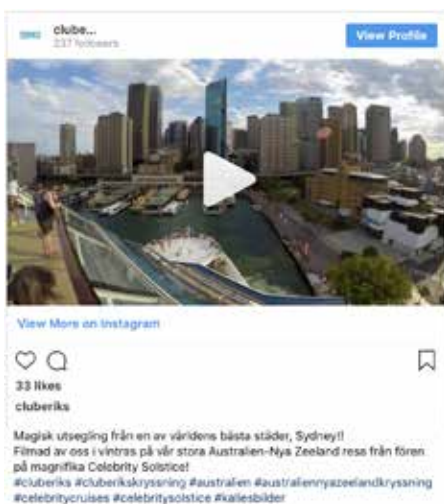 clube...
237 followers
View Profile
View More on Instagram
33 likes
cluberiks
Magisk utsegling från en av världens bästa städer, Sydney!!
Filmad av oss i vintras på vår stora Australien-Nya Zeeland resa från fören
på magnifika Celebrity Solstice!
#cluberiks #cluberikskryssning #australien #australiennyazeelandkryssning
#celebritycruises #celebritysolstice #kallesbilder